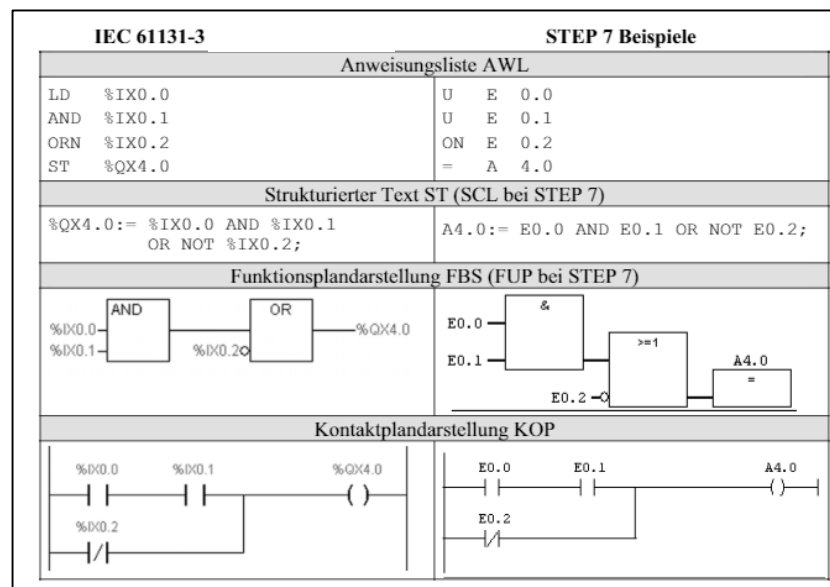 IEC 61131-3 STEP 7 Beispiele
Anweisungsliste AWL
LD %IX0.0
AND %IX0.1
ORN %IX0.2
ST %QX4.0
U E 0.0
U E 0.1
ON E 0.2
= A 4.0
Strukturierter Text ST (SCL bei STEP 7)
%QX4.0:= %IX0.0 AND %IX0.1
OR NOT %IX0.2;
A4.0:= E0.0 AND E0.1 OR NOT E0.2;
Funktionsplandarstellung FBS (FUP bei STEP 7)
AND OR
%IX0.0 %QX4.0
%IX0.1 %IX0.2
&
E0.0
>=1
E0.1 A4.0
=
E0.2
Kontaktplandarstellung KOP
%IX0.0 %IX0.1 %QX4.0
%IX0.2
E0.0 E0.1 A4.0
E0.2